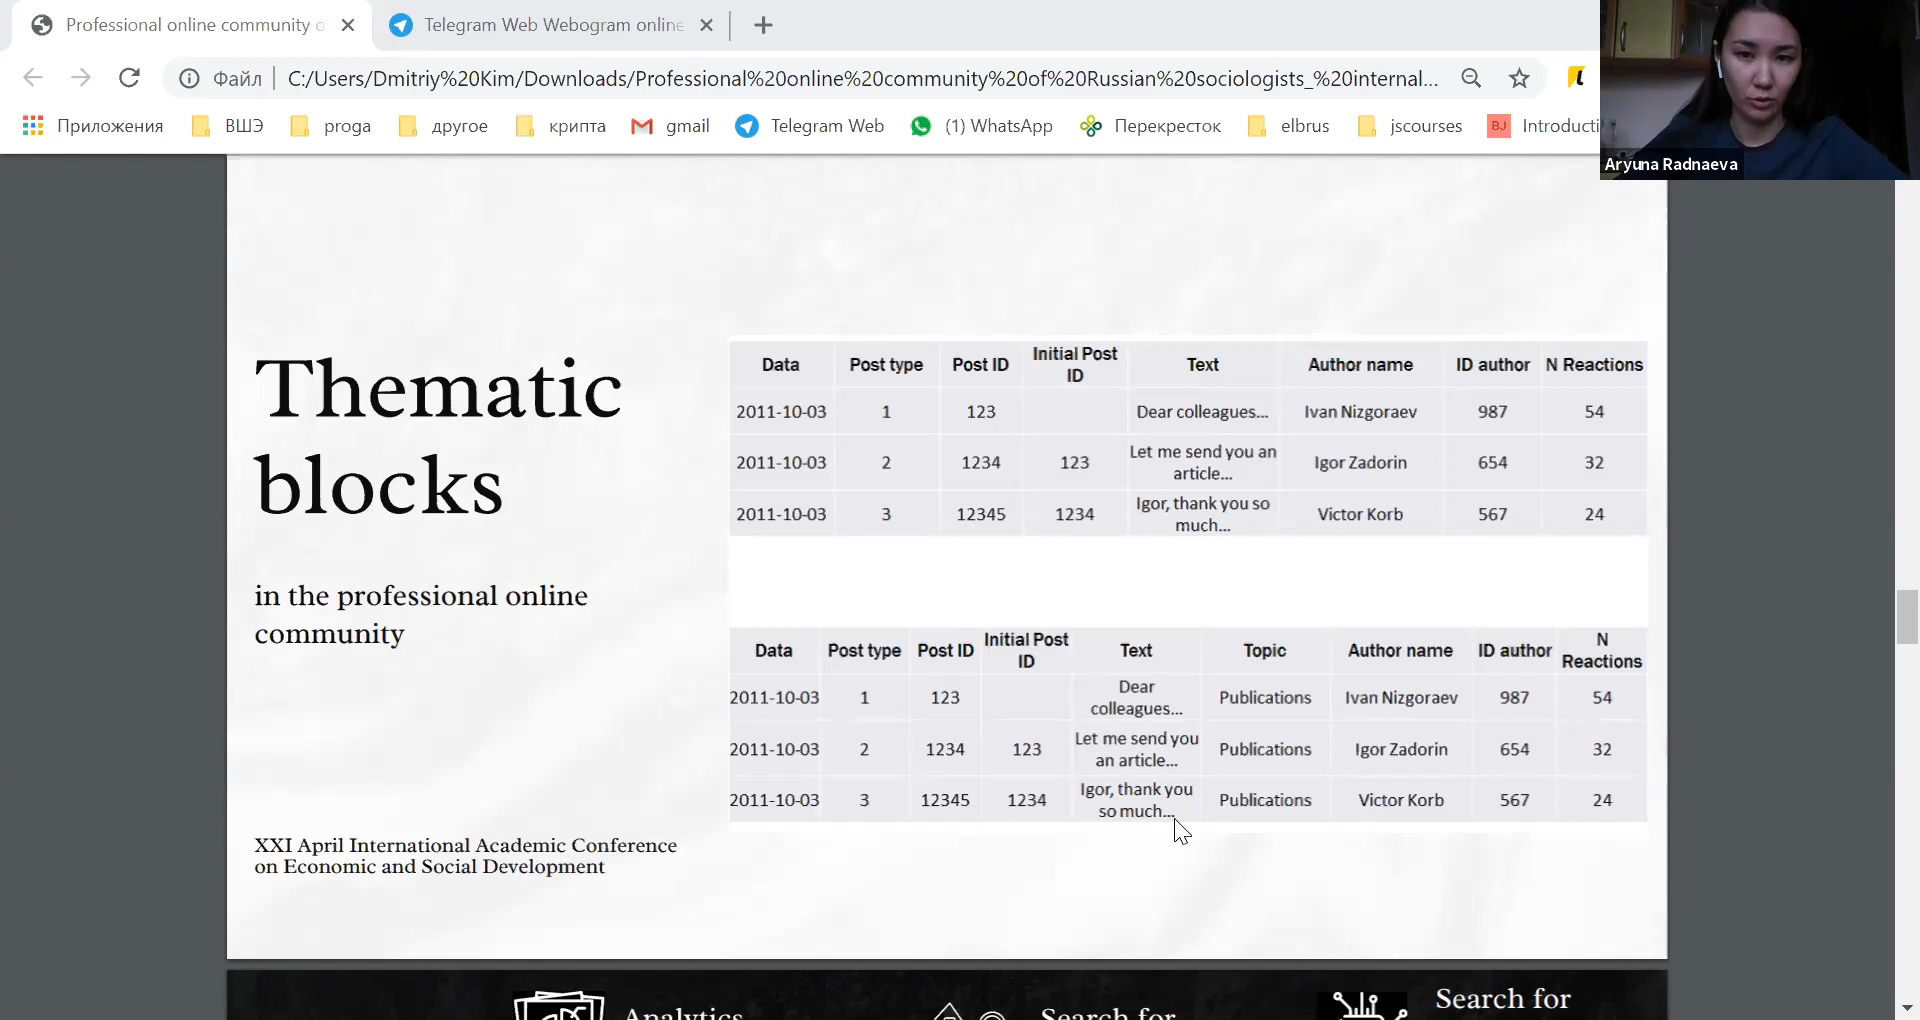 Professional online community o
Telegram Web Webogram online
Файл
C:/Users/Dmitriy%20Kim/Downloads/Professional%20online%20community%20of%20Russian%20sociologists_%20internal...
Приложения ВШЭ proga другое крипта gmail Telegram Web (1) WhatsApp Перекресток elbrus jscourses BJ Introducti
Aryuna Radnaeva
Thematic
blocks
in the professional online
community
XXI April International Academic Conference
on Economic and Social Development
Data Post type Post ID Initial Post ID Text Author name ID author N Reactions
2011-10-03 1 123 Dear colleagues... Ivan Nizgoraev 987 54
2011-10-03 2 1234 123 Let me send you an article... Igor Zadorin 654 32
2011-10-03 3 12345 1234 Igor, thank you so much... Victor Korb 567 24
Data Post type Post ID Initial Post ID Text Topic Author name ID author N Reactions
2011-10-03 1 123 Dear colleagues... Publications Ivan Nizgoraev 987 54
2011-10-03 2 1234 123 Let me send you an article... Publications Igor Zadorin 654 32
2011-10-03 3 12345 1234 Igor, thank you so much... Publications Victor Korb 567 24
Analytics
Search for
Search for